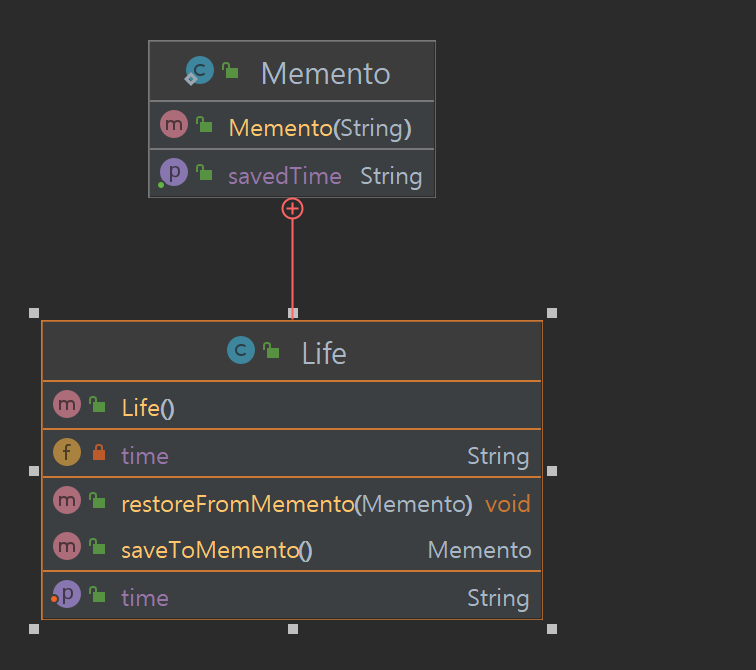 Memento
Memento(String)
savedTime String
Life
Life()
time String
restoreFromMemento(Memento) void
saveToMemento() Memento
time String